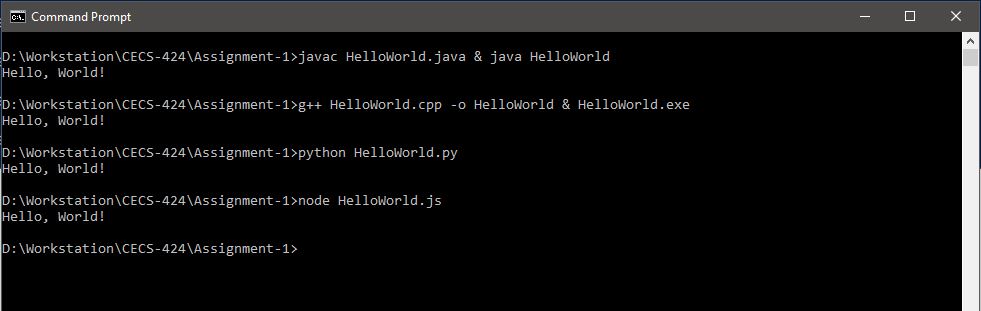 Command Prompt
D:\Workstation\CECS-424\Assignment-1>javac HelloWorld.java & java HelloWorld
Hello, World!
D:\Workstation\CECS-424\Assignment-1>g++ HelloWorld.cpp -o HelloWorld & HelloWorld.exe
Hello, World!
D:\Workstation\CECS-424\Assignment-1>python HelloWorld.py
Hello, World!
D:\Workstation\CECS-424\Assignment-1>node HelloWorld.js
Hello, World!
D:\Workstation\CECS-424\Assignment-1>